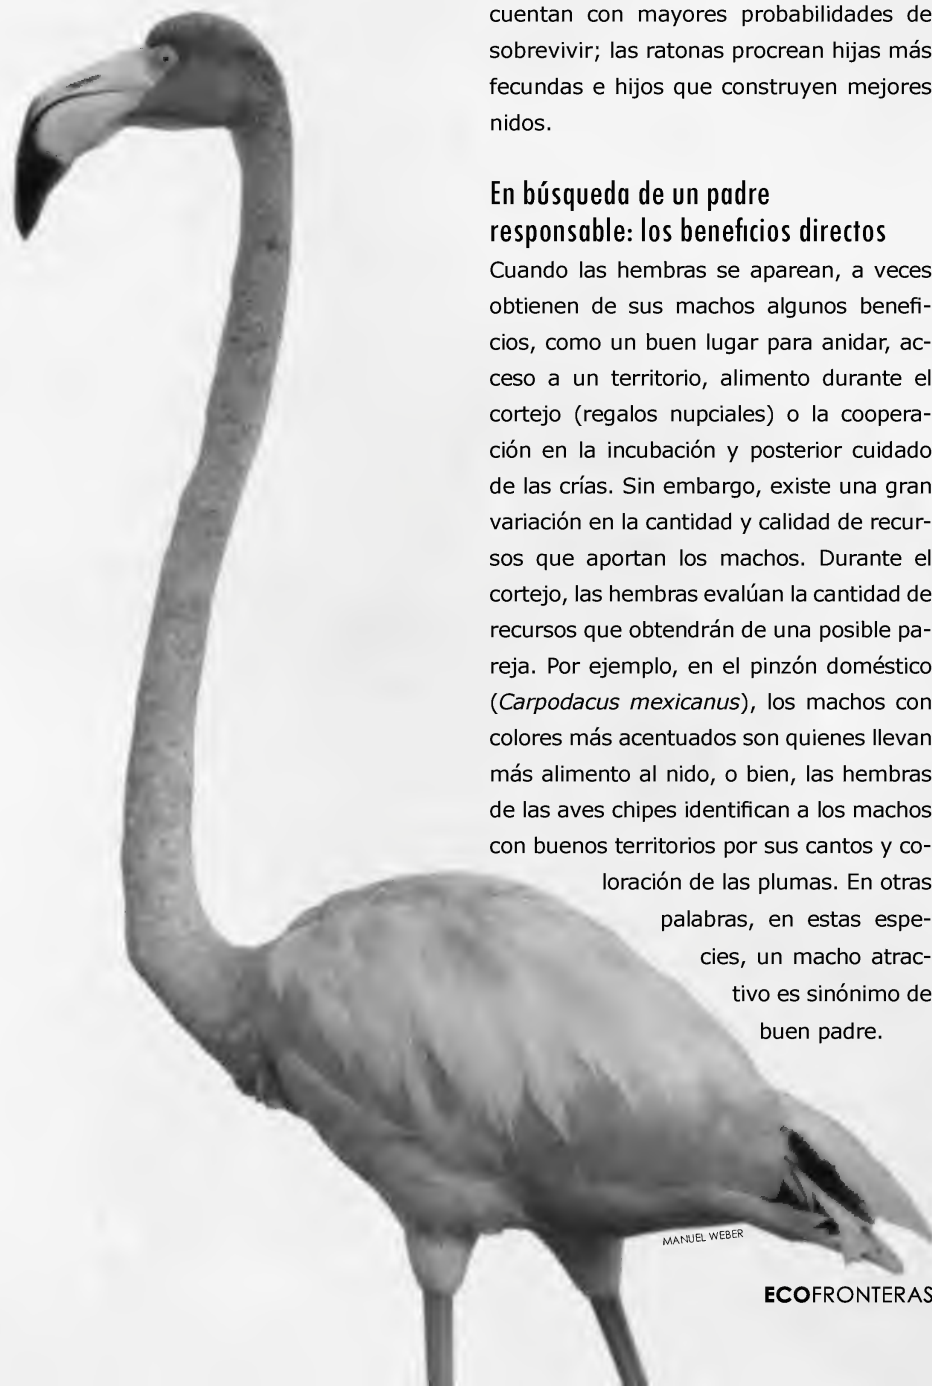 cuentan con mayores probabilidades de
sobrevivir; las ratonas procrean hijas más
fecundas e hijos que construyen mejores
nidos.
En búsqueda de un padre
responsable: los beneficios directos
Cuando las hembras se aparean, a veces
obtienen de sus machos algunos benefi-
cios, como un buen lugar para anidar, ac-
ceso a un territorio, alimento durante el
cortejo (regalos nupciales) o la coopera-
ción en la incubación y posterior cuidado
de las crías. Sin embargo, existe una gran
variación en la cantidad y calidad de recur-
sos que aportan los machos. Durante el
cortejo, las hembras evalúan la cantidad de
recursos que obtendrán de una posible pa-
reja. Por ejemplo, en el pinzón doméstico
(Carpodacus mexicanus), los machos con
colores más acentuados son quienes llevan
más alimento al nido, o bien, las hembras
de las aves chipes identifican a los machos
con buenos territorios por sus cantos y co-
loración de las plumas. En otras
palabras, en estas espe-
cies, un macho atrac-
tivo es sinónimo de
buen padre.
MANUEL WEBER
ECOFRONTERAS